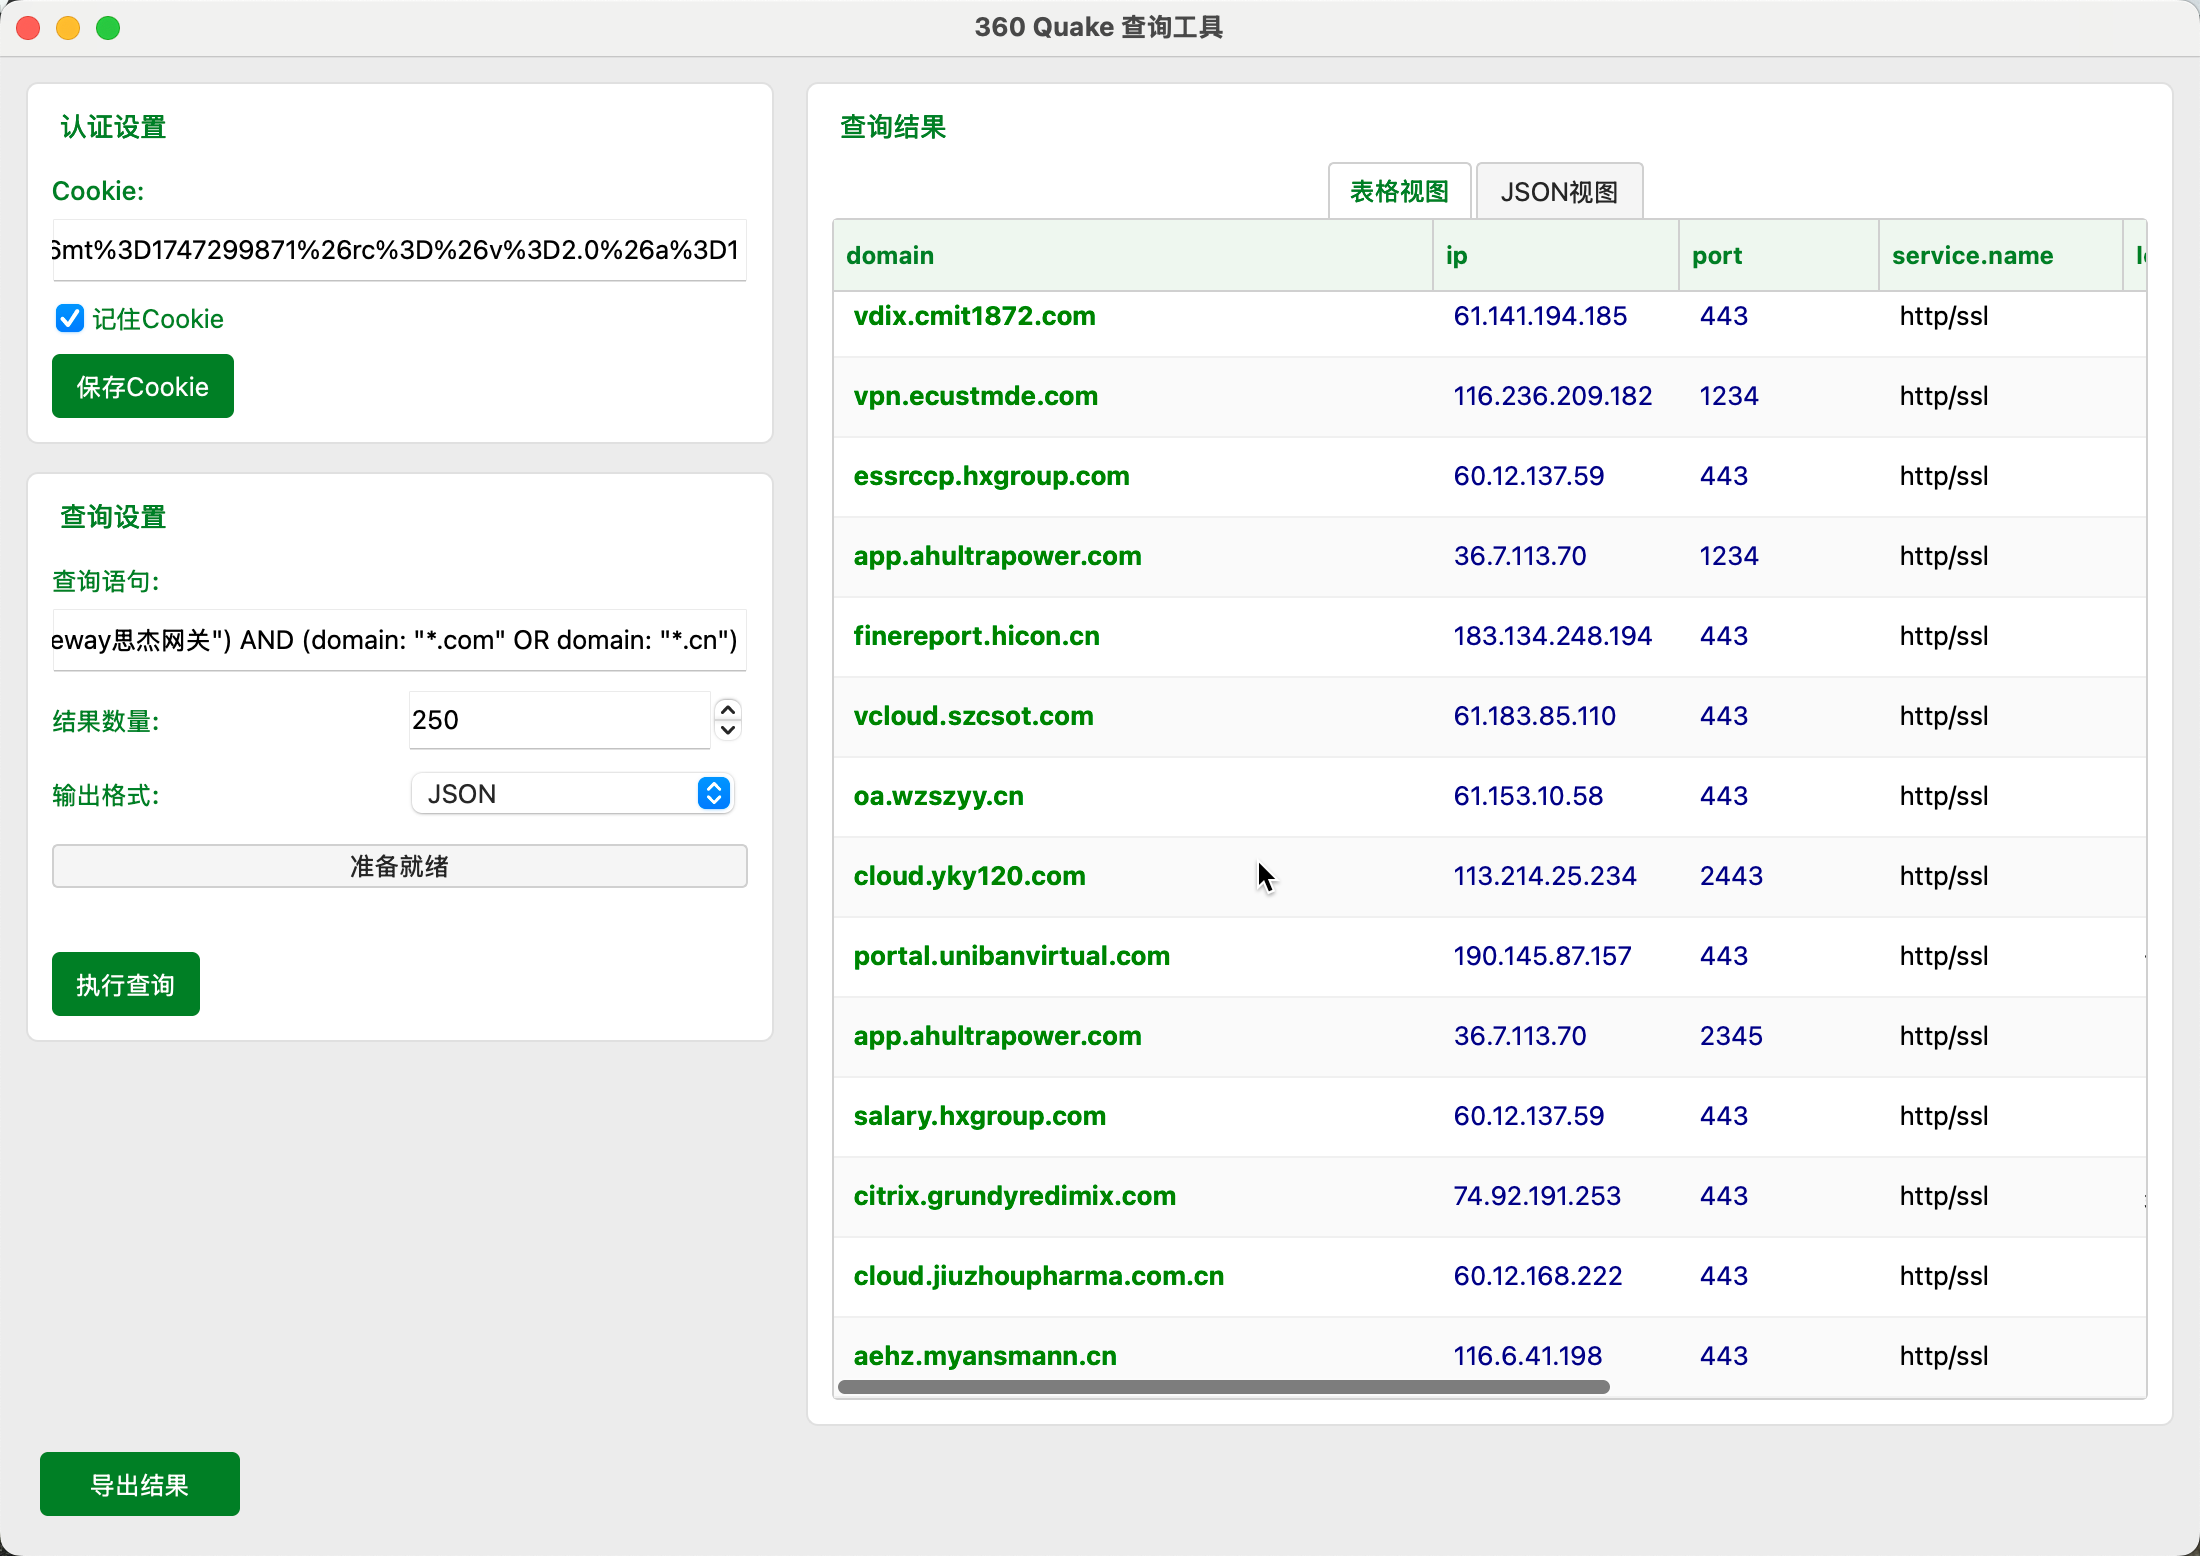 360 Quake 查询工具
认证设置
Cookie:
6mt%3D1747299871%26rc%3D%26v%3D2.0%26a%3D1
记住Cookie
保存Cookie
查询设置
查询语句:
eway思杰网关") AND (domain: "*.com" OR domain: "*.cn")
结果数量:
250
输出格式:
JSON
准备就绪
执行查询
导出结果
查询结果
表格视图 JSON视图
domain ip port service.name
vdix.cmit1872.com 61.141.194.185 443 http/ssl
vpn.ecustmde.com 116.236.209.182 1234 http/ssl
essrccp.hxgroup.com 60.12.137.59 443 http/ssl
app.ahultrapower.com 36.7.113.70 1234 http/ssl
finereport.hicon.cn 183.134.248.194 443 http/ssl
vcloud.szcsot.com 61.183.85.110 443 http/ssl
oa.wzszyy.cn 61.153.10.58 443 http/ssl
cloud.yky120.com 113.214.25.234 2443 http/ssl
portal.unibanvirtual.com 190.145.87.157 443 http/ssl
app.ahultrapower.com 36.7.113.70 2345 http/ssl
salary.hxgroup.com 60.12.137.59 443 http/ssl
citrix.grundyredimix.com 74.92.191.253 443 http/ssl
cloud.jiuzhoupharma.com.cn 60.12.168.222 443 http/ssl
aehz.myansmann.cn 116.6.41.198 443 http/ssl